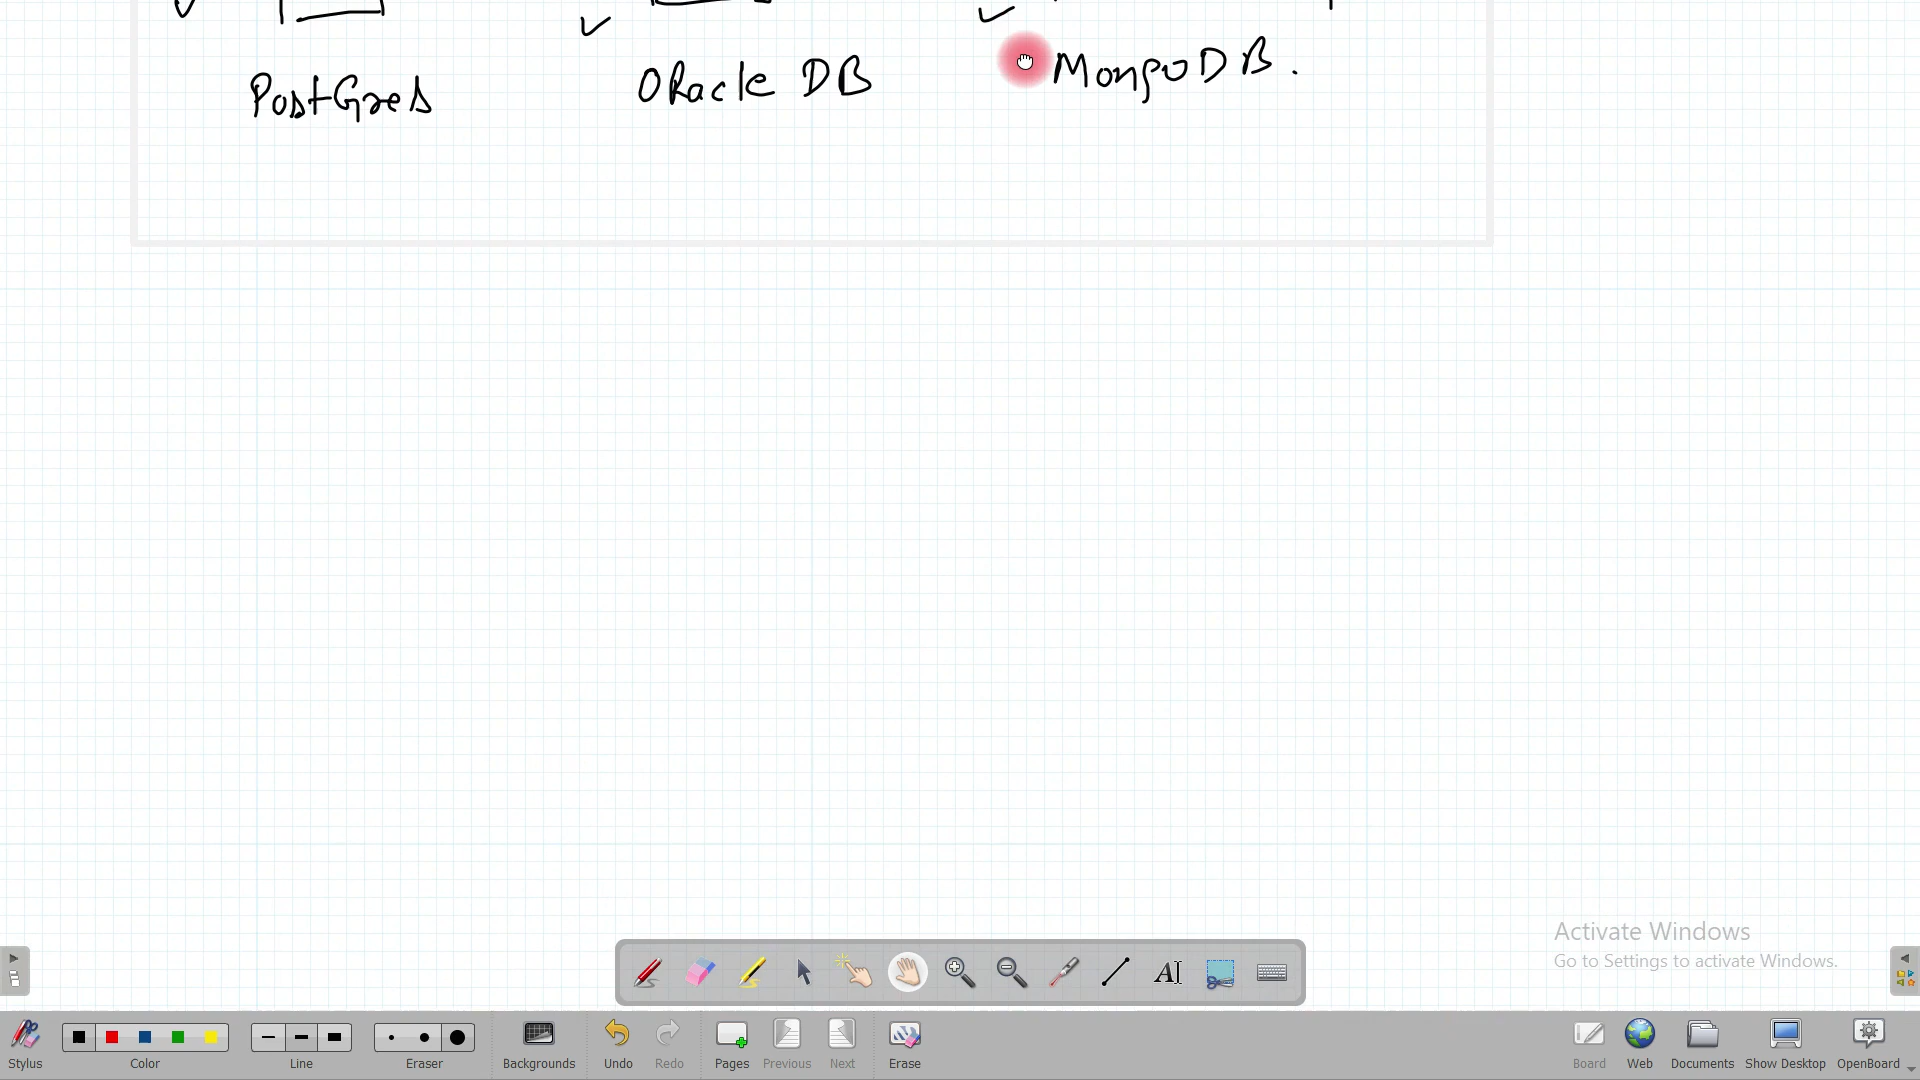 PostGres
ORacle DB
MongoDB.
Activate Windows
Go to Settings to activate Windows.
AI
Stylus
Color
Line
Eraser
Backgrounds
Undo
Redo
Pages
Previous
Next
Erase
Board
Web
Documents
Show Desktop
OpenBoard